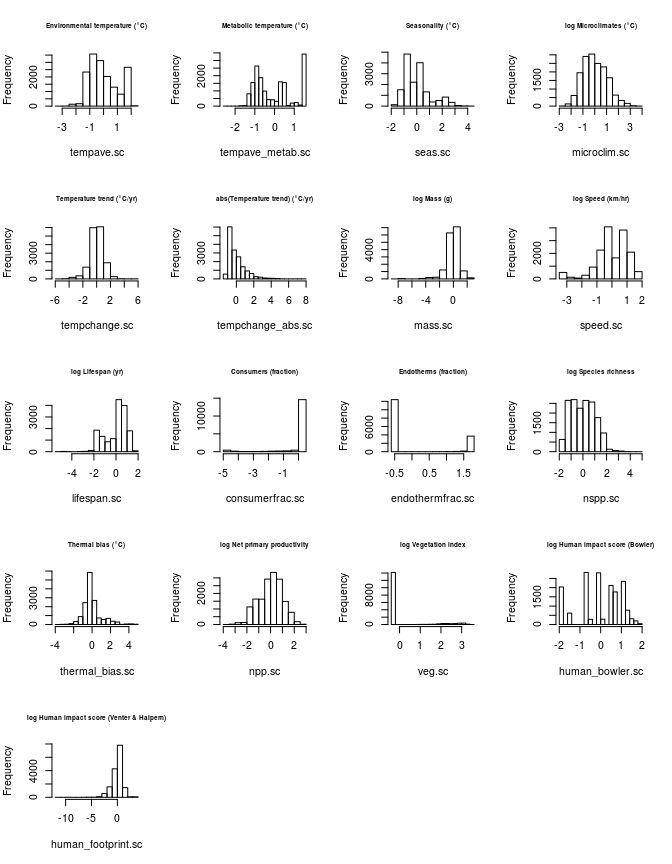 Environmental temperature (°C)
Frequency
0 2000
-3 -1 1
tempave.sc
Metabolic temperature (°C)
Frequency
0 2000
-2 -1 0 1
tempave_metab.sc
Seasonality (°C)
Frequency
0 3000
-2 0 2 4
seas.sc
log Microclimates (°C)
Frequency
0 1500
-3 -1 1 3
microclim.sc
Temperature trend (°C/yr)
Frequency
0 3000
-6 -2 2 6
tempchange.sc
abs(Temperature trend) (°C/yr)
Frequency
0 3000
0 2 4 6 8
tempchange_abs.sc
log Mass (g)
Frequency
0 4000
-8 -4 0
mass.sc
log Speed (km/hr)
Frequency
0 2000
-3 -1 1 2
speed.sc
log Lifespan (yr)
Frequency
0 3000
-4 -2 0 2
lifespan.sc
Consumers (fraction)
Frequency
0 10000
-5 -3 -1
consumerfrac.sc
Endotherms (fraction)
Frequency
0 6000
-0.5 0.5 1.5
endothermfrac.sc
log Species richness
Frequency
0 1500
-2 0 2 4
nspp.sc
Thermal bias (°C)
Frequency
0 3000
-4 -2 0 2 4
thermal_bias.sc
log Net primary productivity
Frequency
0 2000
-4 -2 0 2
npp.sc
log Vegetation index
Frequency
0 8000
0 1 2 3
veg.sc
log Human impact score (Bowler)
Frequency
0 1500
-2 -1 0 1 2
human_bowler.sc
log Human impact score (Venter & Halpern)
Frequency
0 4000
-10 -5 0
human_footprint.sc